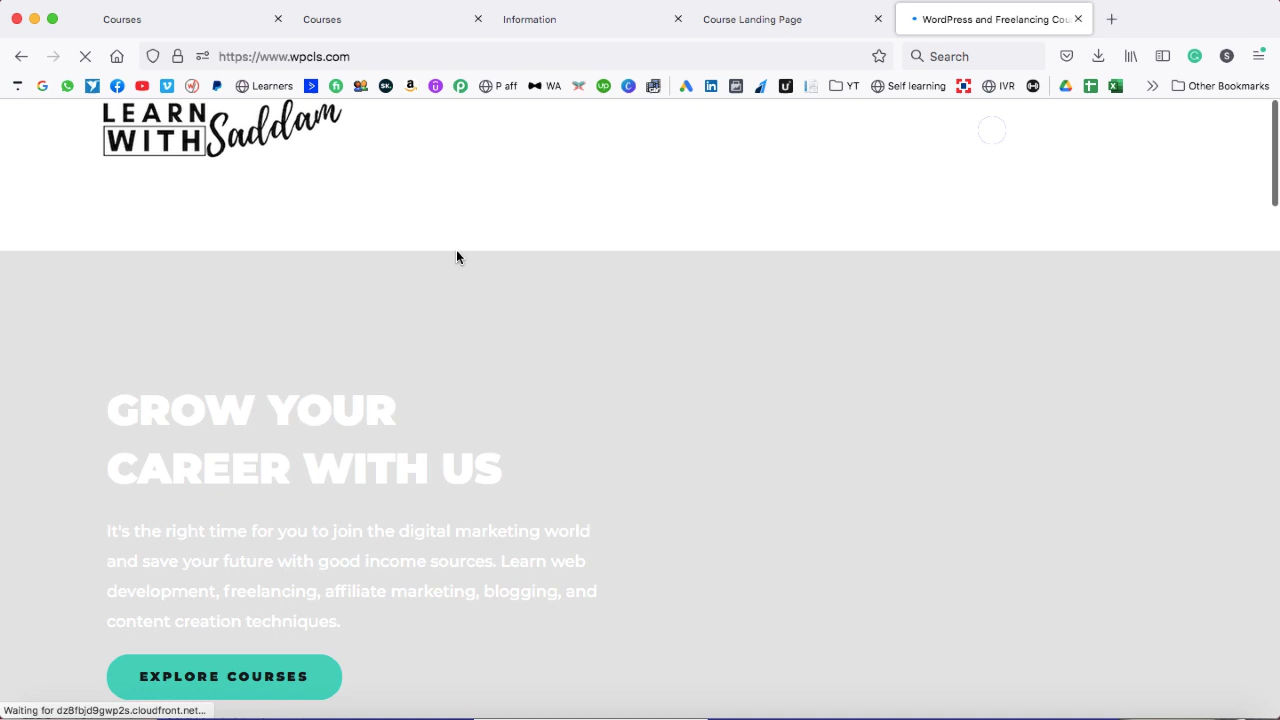 Courses
Courses
Information
Course Landing Page
WordPress and Freelancing Cou
https://www.wpcls.com
Search
Learners
P aff
WA
YT
Self learning
IVR
Other Bookmarks
LEARN
WITH Saddam
GROW YOUR
CAREER WITH US
It's the right time for you to join the digital marketing world
and save your future with good income sources. Learn web
development, freelancing, affiliate marketing, blogging, and
content creation techniques.
EXPLORE COURSES
Waiting for dz8fbjd9gwp2s.cloudfront.net...